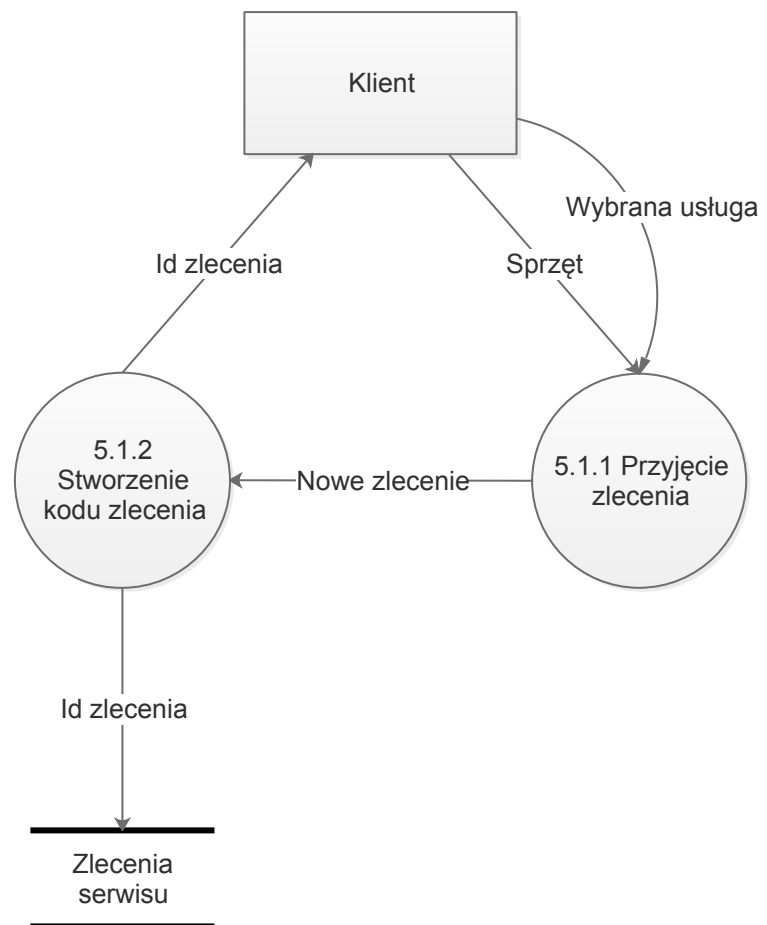 Klient
Wybrana usługa
Id zlecenia
Sprzęt
5.1.2
Stworzenie
kodu zlecenia
Nowe zlecenie
5.1.1 Przyjęcie
zlecenia
Id zlecenia
Zlecenia
serwisu